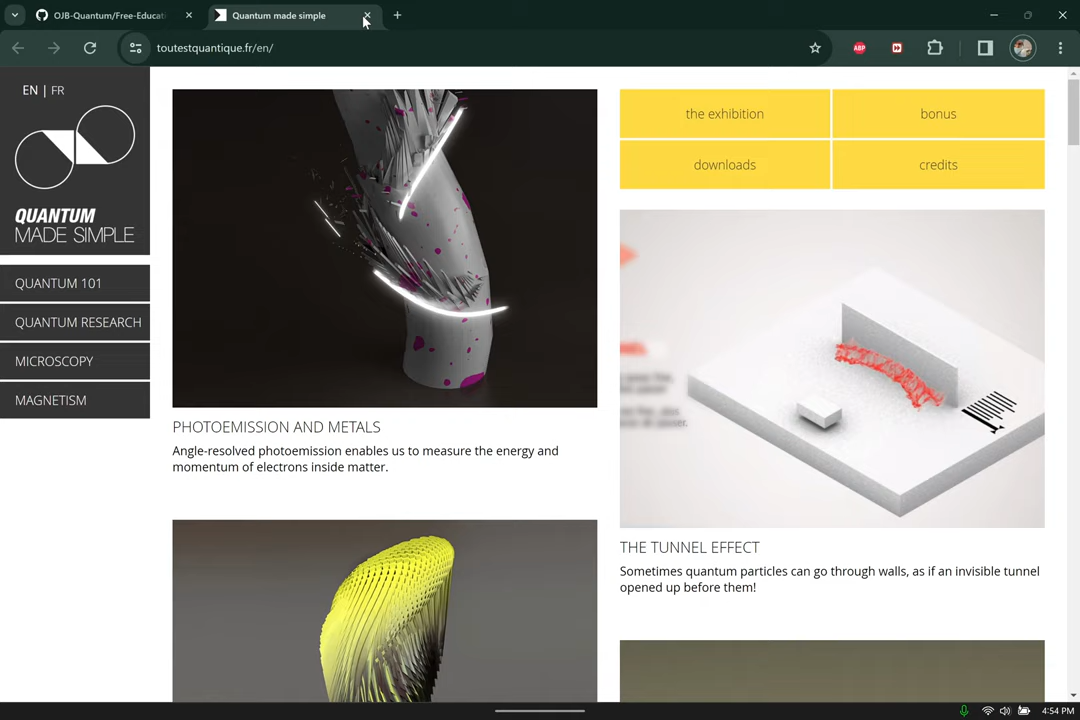 OJB-Quantum/Free-Educati
Quantum made simple
toutestquantique.fr/en/
ABP
EN | FR
QUANTUM
MADE SIMPLE
QUANTUM 101
QUANTUM RESEARCH
MICROSCOPY
MAGNETISM
PHOTOEMISSION AND METALS
Angle-resolved photoemission enables us to measure the energy and
momentum of electrons inside matter.
the exhibition
bonus
downloads
credits
THE TUNNEL EFFECT
Sometimes quantum particles can go through walls, as if an invisible tunnel
opened up before them!
4:54 PM